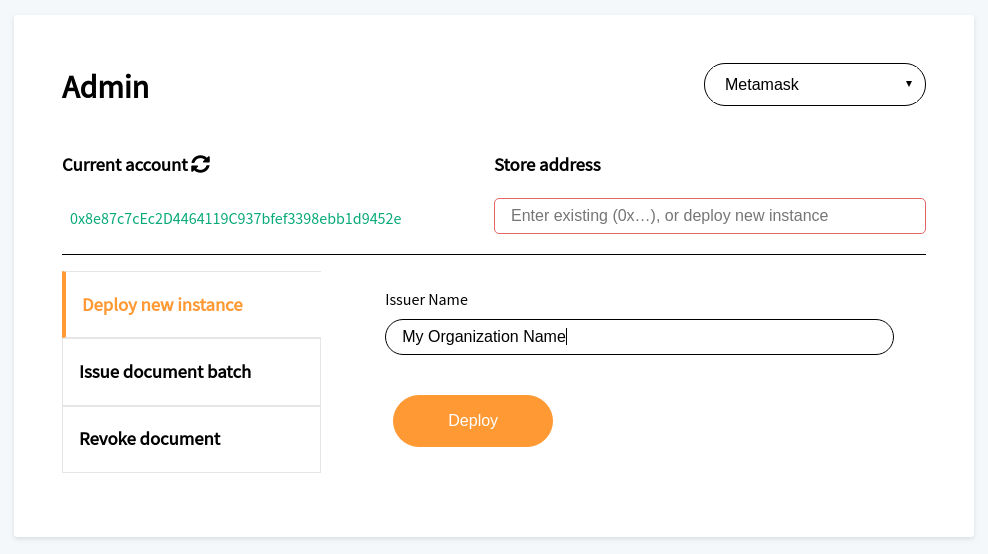 Admin
Metamask
Current account
Store address
0x8e87c7cEc2D4464119C937bfef3398ebb1d9452e
Enter existing (0x…), or deploy new instance
Deploy new instance
Issue document batch
Revoke document
Issuer Name
My Organization Name
Deploy